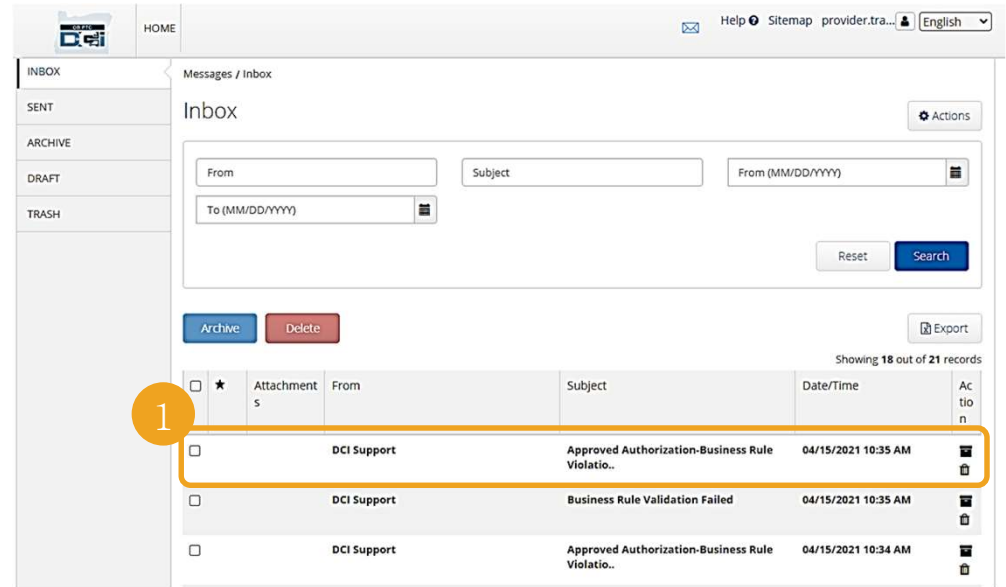 OR PTC
DCi
HOME
Help
Sitemap
provider.tra...
English
INBOX
SENT
ARCHIVE
DRAFT
TRASH
Messages / Inbox
Inbox
Actions
From
Subject
From (MM/DD/YYYY)
To (MM/DD/YYYY)
Reset
Search
Archive
Delete
Export
Showing 18 out of 21 records
Attachment
s
From
Subject
Date/Time
Ac
tio
n
1
DCI Support
Approved Authorization-Business Rule
Violatio..
04/15/2021 10:35 AM
DCI Support
Business Rule Validation Failed
04/15/2021 10:35 AM
DCI Support
Approved Authorization-Business Rule
Violatio..
04/15/2021 10:34 AM